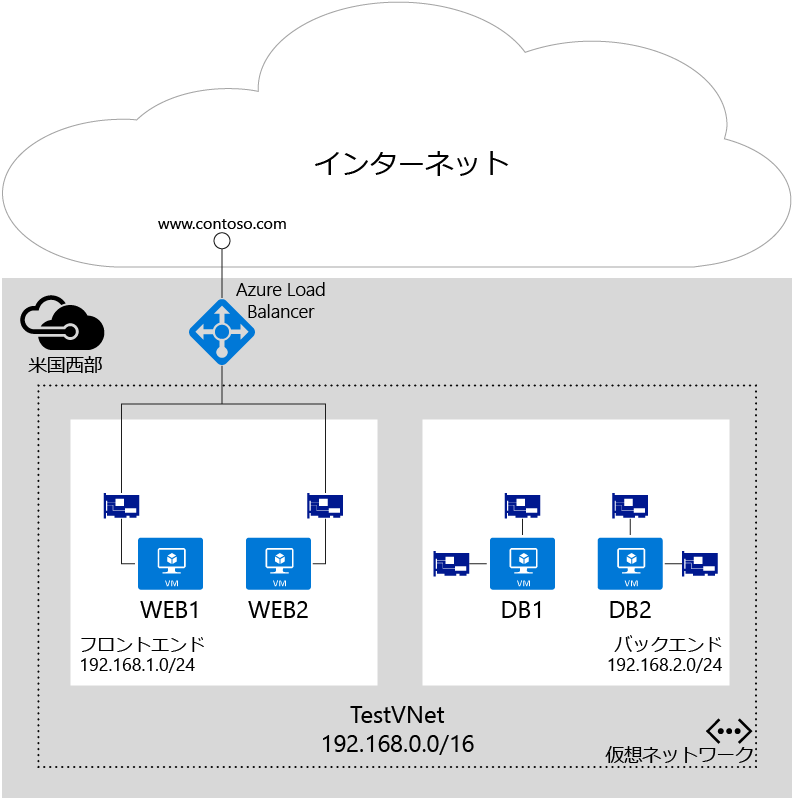 インターネット
www.contoso.com
Azure Load
Balancer
米国西部
VM
VM
VM
VM
WEB1
WEB2
DB1
DB2
フロントエンド
192.168.1.0/24
バックエンド
192.168.2.0/24
TestVNet
192.168.0.0/16
仮想ネットワーク